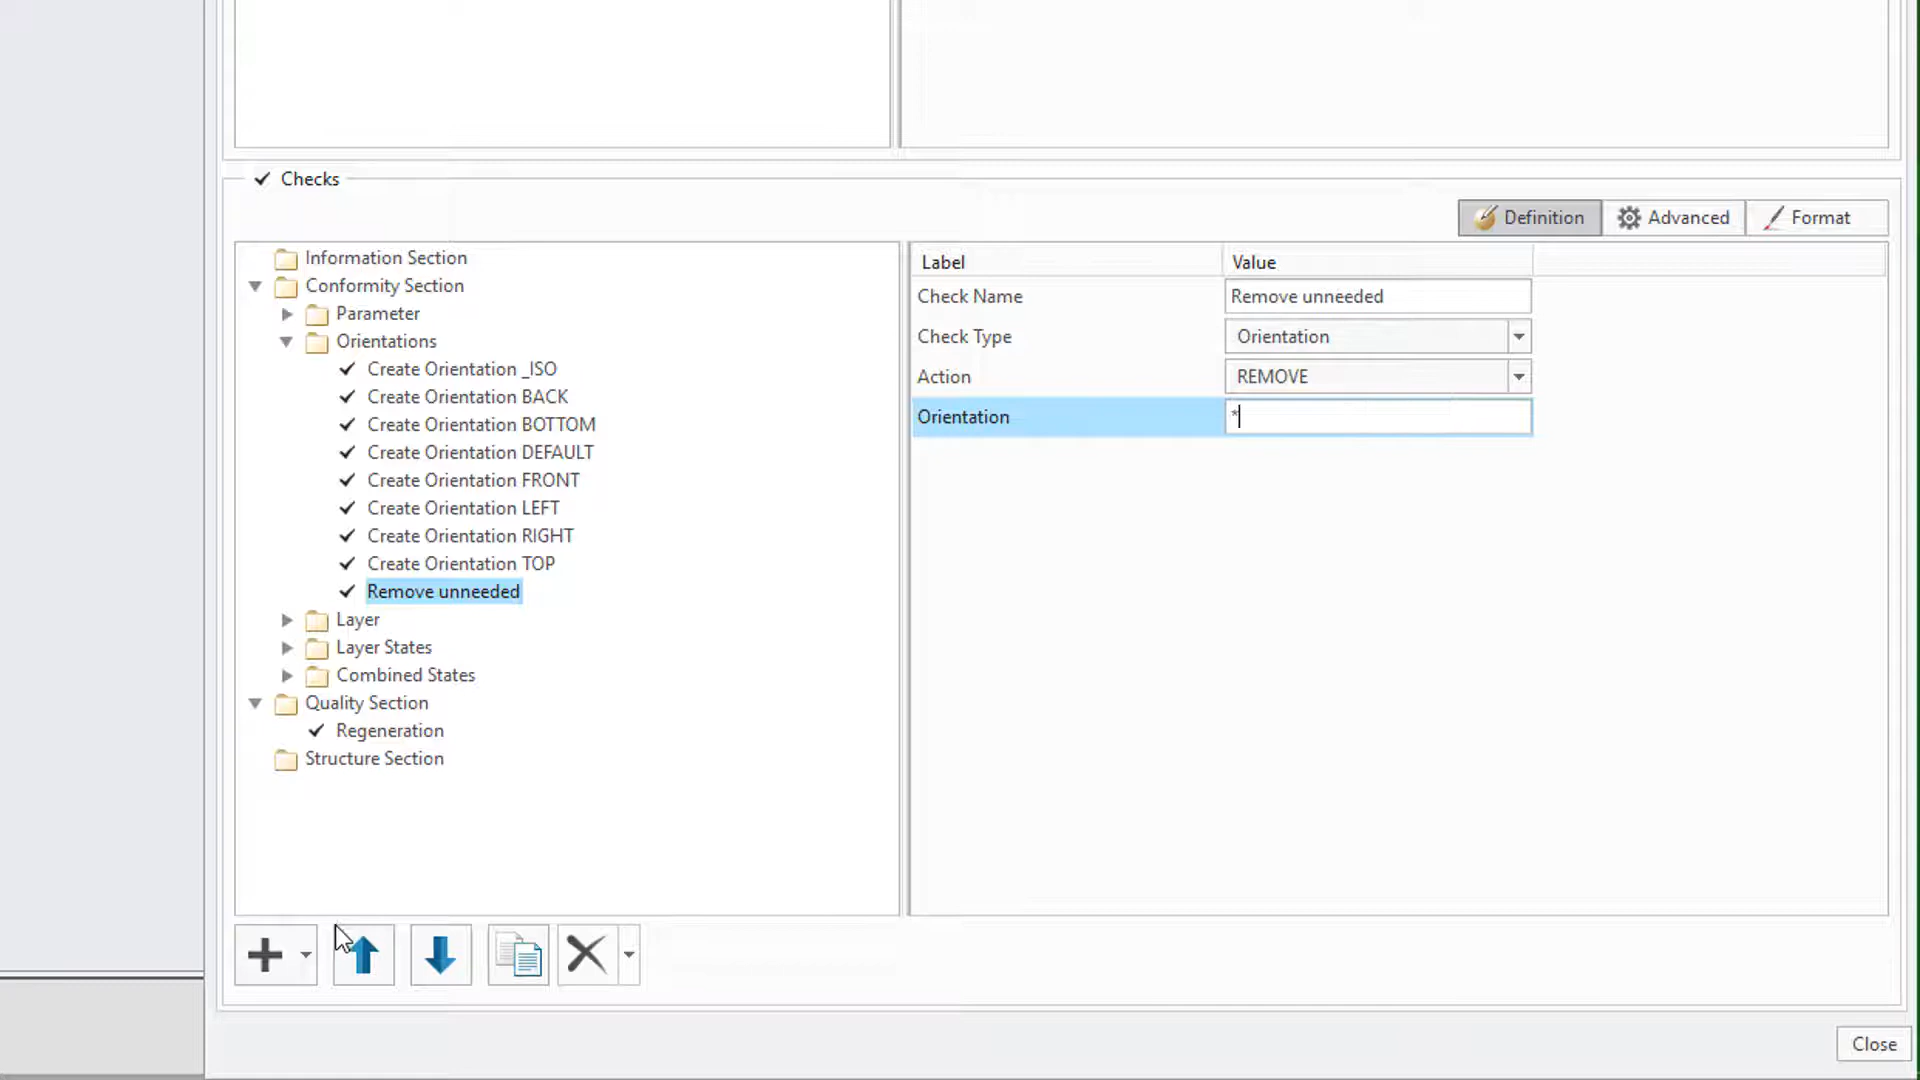 Checks
Definition
Advanced
Format
Information Section
Conformity Section
Parameter
Orientations
Create Orientation _ISO
Create Orientation BACK
Create Orientation BOTTOM
Create Orientation DEFAULT
Create Orientation FRONT
Create Orientation LEFT
Create Orientation RIGHT
Create Orientation TOP
Remove unneeded
Layer
Layer States
Combined States
Quality Section
Regeneration
Structure Section
Label Value
Check Name Remove unneeded
Check Type Orientation
Action REMOVE
Orientation *
Close